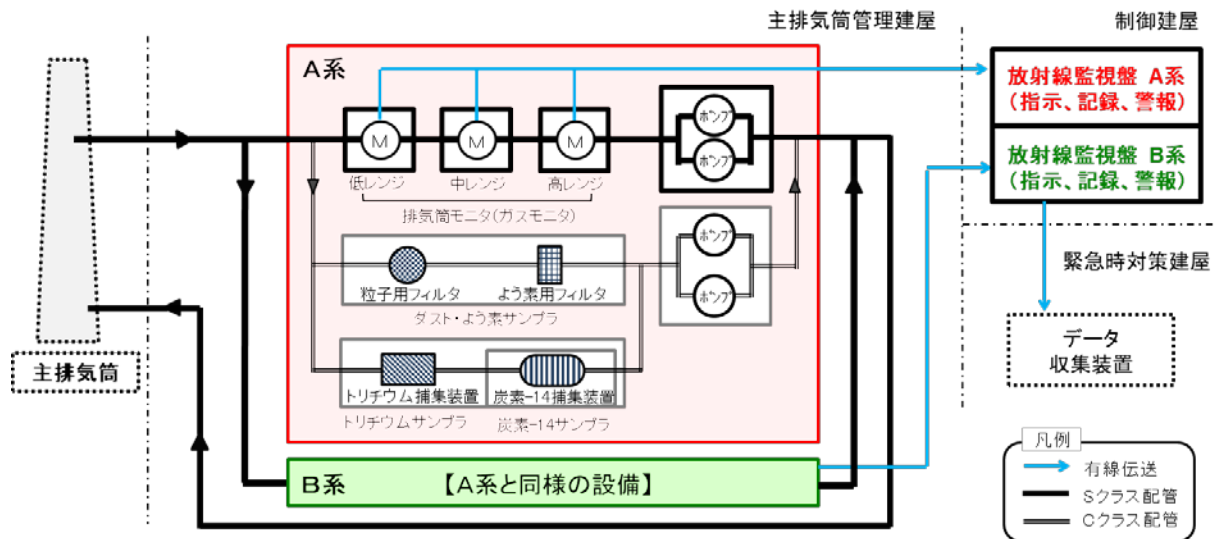 主排気筒管理建屋
制御建屋
A系
放射線監視盤 A系
(指示、記録、警報)
放射線監視盤 B系
(指示、記録、警報)
M
M
M
ポンプ
ポンプ
低レンジ
中レンジ
高レンジ
排気筒モニタ(ガスモニタ)
ポンプ
ポンプ
粒子用フィルタ
よう素用フィルタ
ダスト・よう素サンプラ
緊急時対策建屋
データ
収集装置
主排気筒
トリチウム捕集装置
炭素-14捕集装置
トリチウムサンプラ
炭素-14サンプラ
B系
【A系と同様の設備】
凡例
有線伝送
Sクラス配管
Cクラス配管